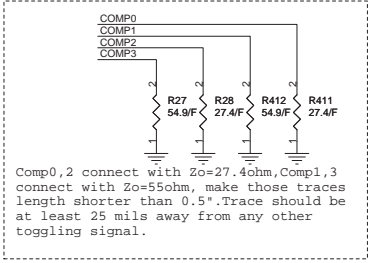 COMP0
COMP1
COMP2
COMP3
2 2 2 2
R27 R28 R412 R411
54.9/F 27.4/F 54.9/F 27.4/F
1 1 1 1
Comp0,2 connect with Zo=27.4ohm,Comp1,3
connect with Zo=55ohm, make those traces
length shorter than 0.5".Trace should be
at least 25 mils away from any other
toggling signal.